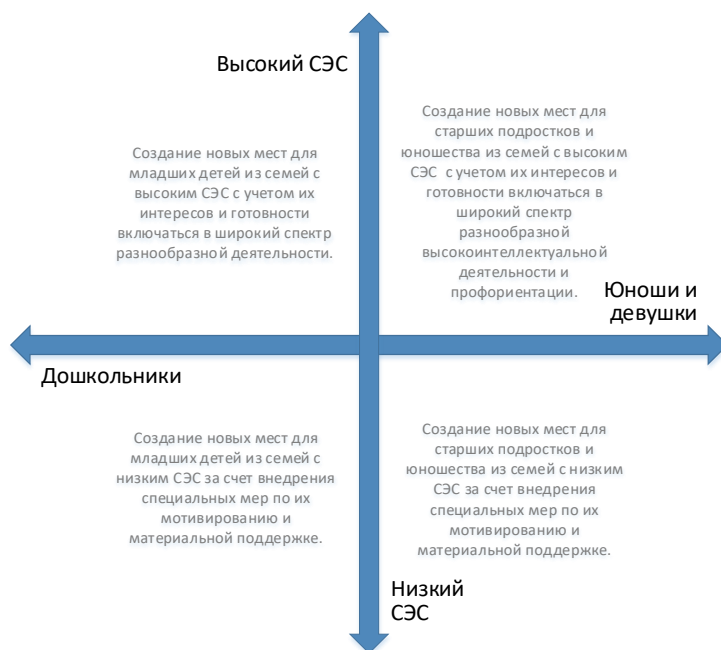 Высокий СЭС
Создание новых мест для
младших детей из семей с
высоким СЭС с учетом их
интересов и готовности
включаться в широкий спектр
разнообразной деятельности.
Создание новых мест для
старших подростков и
юношества из семей с высоким
СЭС с учетом их интересов и
готовности включаться в
широкий спектр
разнообразной
высокоинтеллектуальной
деятельности и
профориентации.
Юноши и
девушки
Дошкольники
Создание новых мест для
младших детей из семей с
низким СЭС за счет внедрения
специальных мер по их
мотивированию и
материальной поддержке.
Создание новых мест для
старших подростков и
юношества из семей с низким
СЭС за счет внедрения
специальных мер по их
мотивированию и
материальной поддержке.
Низкий
СЭС